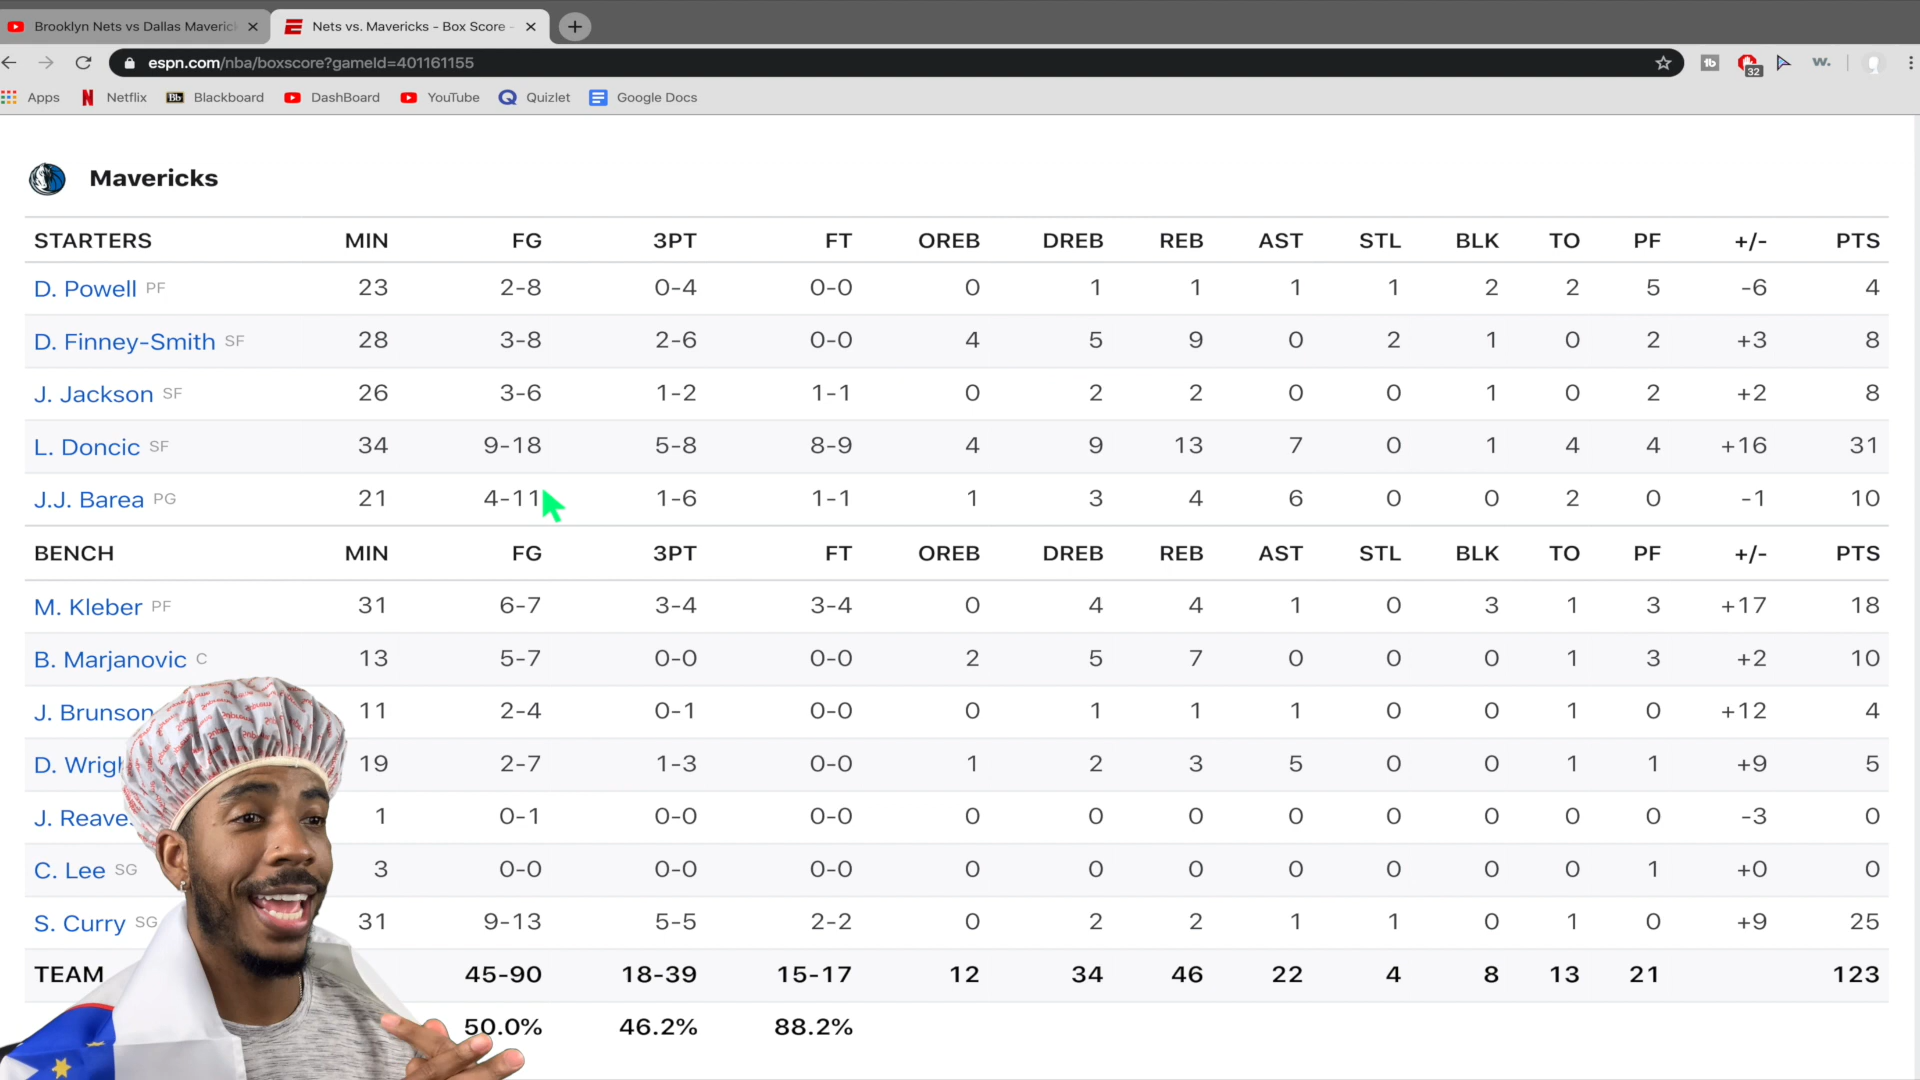 Brooklyn Nets vs Dallas Maveric
Nets vs. Mavericks - Box Score -
espn.com/nba/boxscore?gameId=401161155
32
w.
Apps Netflix Bb Blackboard DashBoard YouTube Quizlet Google Docs
Mavericks
STARTERS MIN FG 3PT FT OREB DREB REB AST STL BLK TO PF +/- PTS
D. Powell PF 23 2-8 0-4 0-0 0 1 1 1 1 2 2 5 -6 4
D. Finney-Smith SF 28 3-8 2-6 0-0 4 5 9 0 2 1 0 2 +3 8
J. Jackson SF 26 3-6 1-2 1-1 0 2 2 0 0 1 0 2 +2 8
L. Doncic SF 34 9-18 5-8 8-9 4 9 13 7 0 1 4 4 +16 31
J.J. Barea PG 21 4-11 1-6 1-1 1 3 4 6 0 0 2 0 -1 10
BENCH MIN FG 3PT FT OREB DREB REB AST STL BLK TO PF +/- PTS
M. Kleber PF 31 6-7 3-4 3-4 0 4 4 1 0 3 1 3 +17 18
B. Marjanovic C 13 5-7 0-0 0-0 2 5 7 0 0 0 1 3 +2 10
J. Brunson 11 2-4 0-1 0-0 0 1 1 1 0 0 1 0 +12 4
D. Wrigh 19 2-7 1-3 0-0 1 2 3 5 0 0 1 1 +9 5
J. Reaves 1 0-1 0-0 0-0 0 0 0 0 0 0 0 0 -3 0
C. Lee SG 3 0-0 0-0 0-0 0 0 0 0 0 0 0 1 +0 0
S. Curry SG 31 9-13 5-5 2-2 0 2 2 1 1 0 1 0 +9 25
TEAM 45-90 18-39 15-17 12 34 46 22 4 8 13 21 123
50.0% 46.2% 88.2%